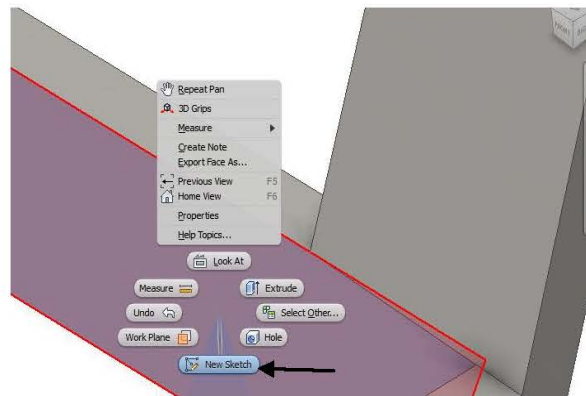 Repeat Pan
3D Grips
Measure
Create Note
Export Face As...
Previous View F5
Home View F6
Properties
Help Topics...
Look At
Measure
Extrude
Undo
Select Other...
Work Plane
Hole
New Sketch